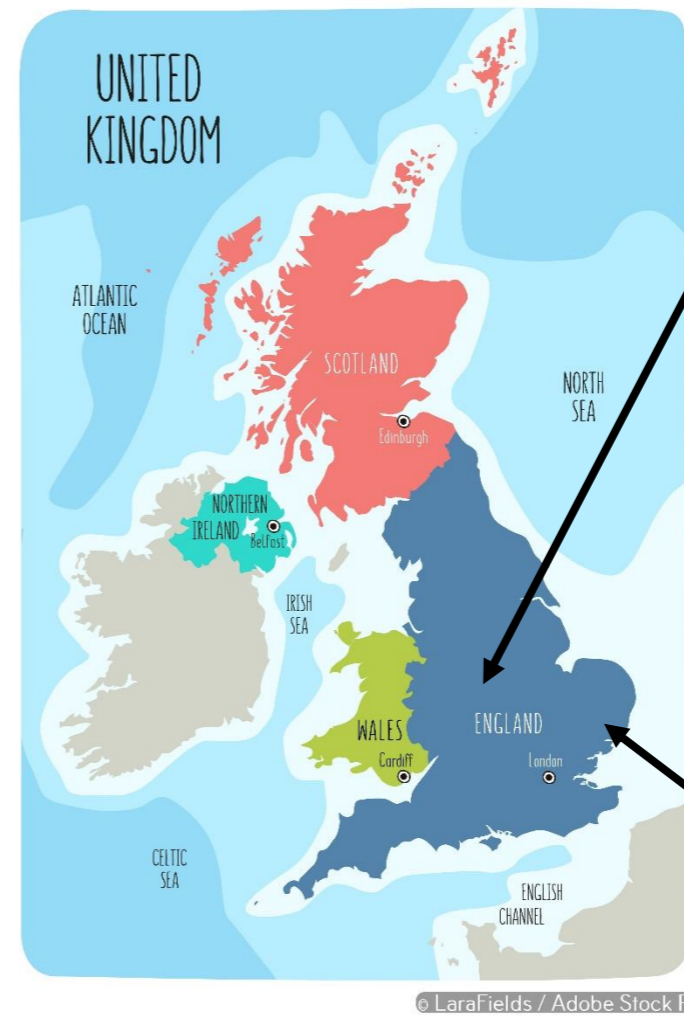 UNITED
KINGDOM
ATLANTIC
OCEAN
SCOTLAND
NORTH
SEA
Edinburgh
NORTHERN
IRELAND
Belfast
IRISH
SEA
ENGLAND
WALES
Cardiff
London
CELTIC
SEA
ENGLISH
CHANNEL
© LaraFields / Adobe Stock F